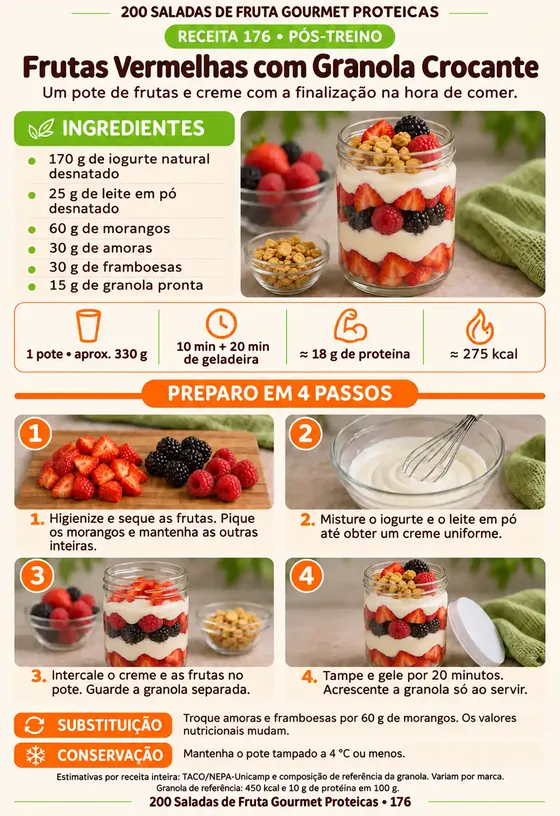 200 SALADAS DE FRUTA GOURMET PROTEICAS
RECEITA 176 • PÓS-TREINO
Frutas Vermelhas com Granola Crocante
Um pote de frutas e creme com a finalização na hora de comer.
INGREDIENTES
• 170 g de iogurte natural
desnatado
• 25 g de leite em pó
desnatado
• 60 g de morangos
• 30 g de amoras
• 30 g de framboesas
• 15 g de granola pronta
1 pote • aprox. 330 g
10 min + 20 min
de geladeira
≈ 18 g de proteina
≈ 275 kcal
PREPARO EM 4 PASSOS
1
1. Higienize e seque as frutas. Pique
os morangos e mantenha as outras
inteiras.
2
2. Misture o iogurte e o leite em pó
até obter um creme uniforme.
3
3. Intercale o creme e as frutas no
pote. Guarde a granola separada.
4
4. Tampe e gele por 20 minutos.
Acrescente a granola só ao servir.
SUBSTITUIÇÃO
Troque amoras e framboesas por 60 g de morangos. Os valores
nutricionais mudam.
CONSERVAÇÃO
Mantenha o pote tampado a 4 °C ou menos.
Estimativas por receita inteira: TACO/NEPA-Unicamp e composição de referência da granola. Variam por marca.
Granola de referência: 450 kcal e 10 g de protéina em 100 g.
200 Saladas de Fruta Gourmet Proteicas • 176